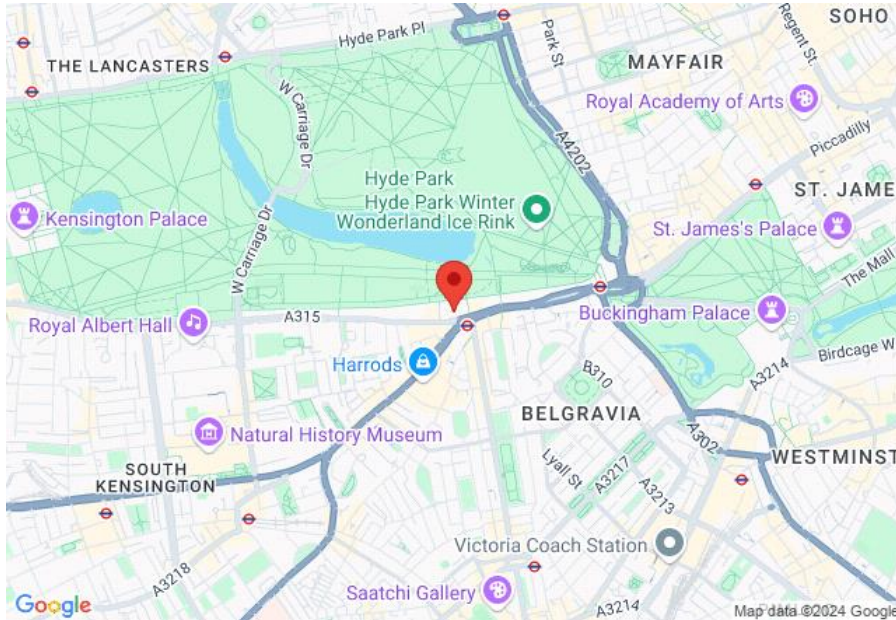 SOHO
Hyde Park Pl
Park St
Regent St.
MAYFAIR
THE LANCASTERS
W Carriage Dr
Royal Academy of Arts
A4202
Piccadilly
Hyde Park
Hyde Park Winter
Wonderland Ice Rink
ST. JAME
Kensington Palace
St. James's Palace
W Carriage Dr
The Mall
A315
Royal Albert Hall
Buckingham Palace
Birdcage W
Harrods
B310
A3214
BELGRAVIA
A302
Natural History Museum
Lyall St
A3217
WESTMINST
SOUTH
KENSINGTON
A3213
Victoria Coach Station
A3218
Saatchi Gallery
A3214
Google
Map data ©2024 Google